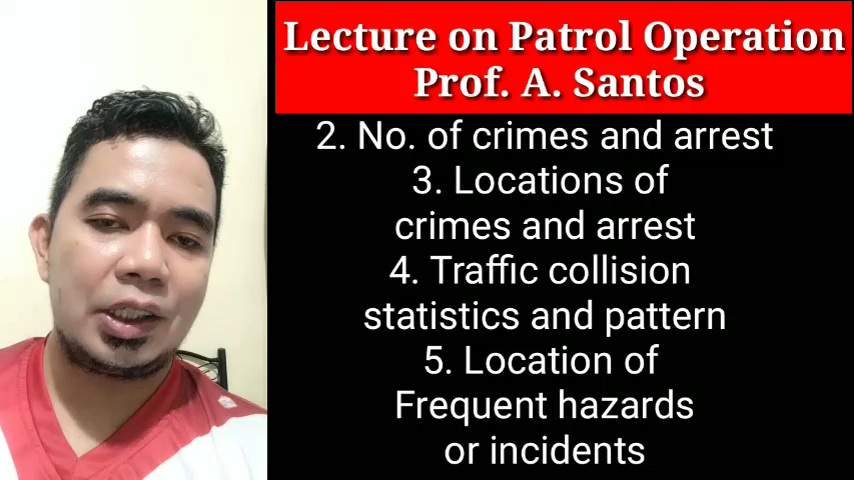 Lecture on Patrol Operation
Prof. A. Santos
2. No. of crimes and arrest
3. Locations of
crimes and arrest
4. Traffic collision
statistics and pattern
5. Location of
Frequent hazards
or incidents